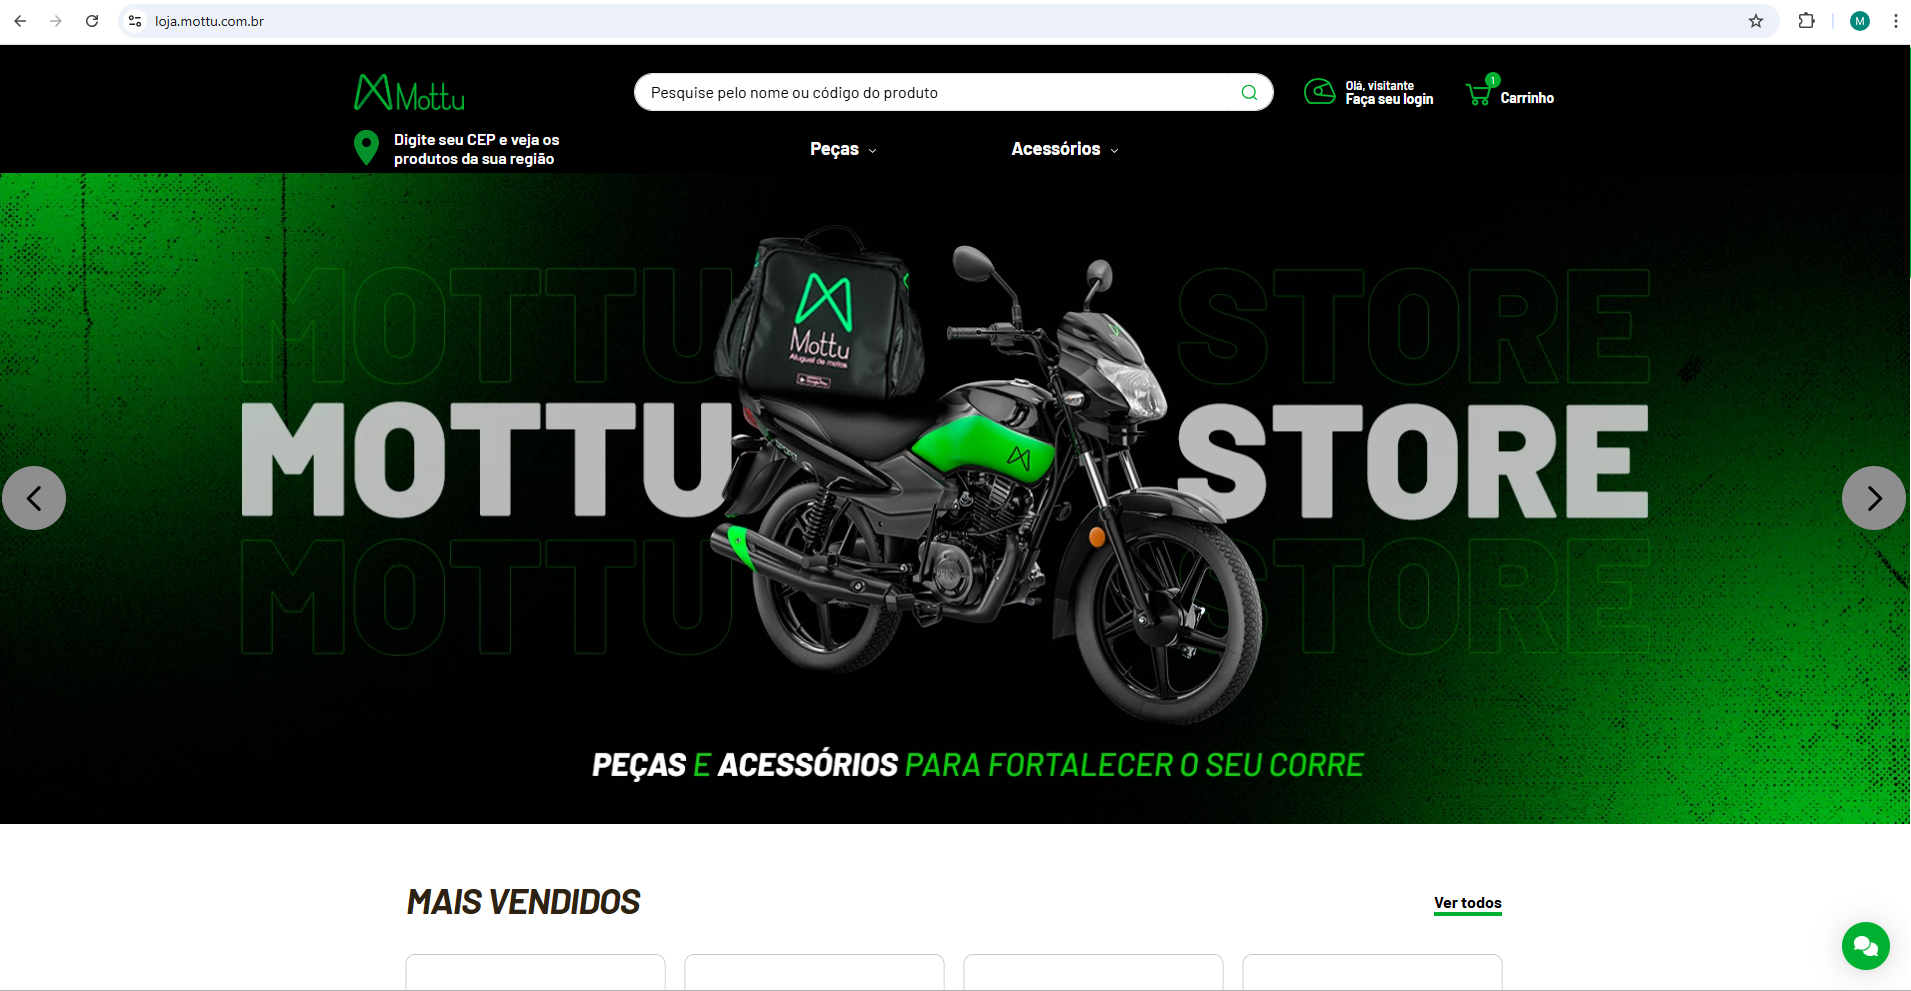 loja.mottu.com.br
M
Mottu
Pesquise pelo nome ou código do produto
Olá, visitante
Faça seu login
1
Carrinho
Digite seu CEP e veja os
produtos da sua região
Peças
Acessórios
MOTTU STORE
MOTTU STORE
MOTTU STORE
Mottu
Aluguel de motos
PEÇAS E ACESSÓRIOS PARA FORTALECER O SEU CORRE
MAIS VENDIDOS
Ver todos